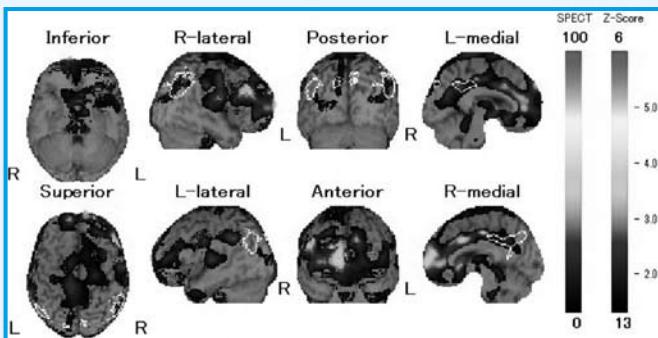 SPECT Z-Score
Inferior R-lateral Posterior L-medial 100 6
5.0
L R
4.0
R L
Superior L-lateral Anterior R-medial
3.0
R L
2.0
L R
0 13